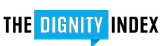 THE DIGNITY INDEX